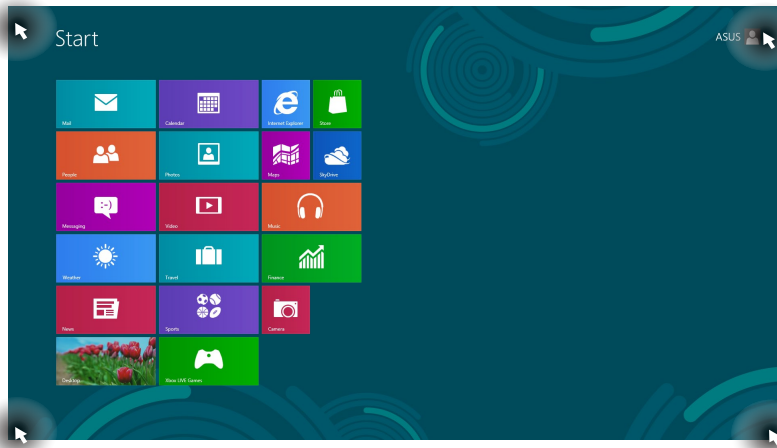 Start
ASUS
Mail
Calendar
Internet Explorer
Store
People
Photos
Maps
SkyDrive
:-)
Messaging
Video
Music
Weather
Travel
Finance
News
Sports
Camera
Desktop
Xbox LIVE Games